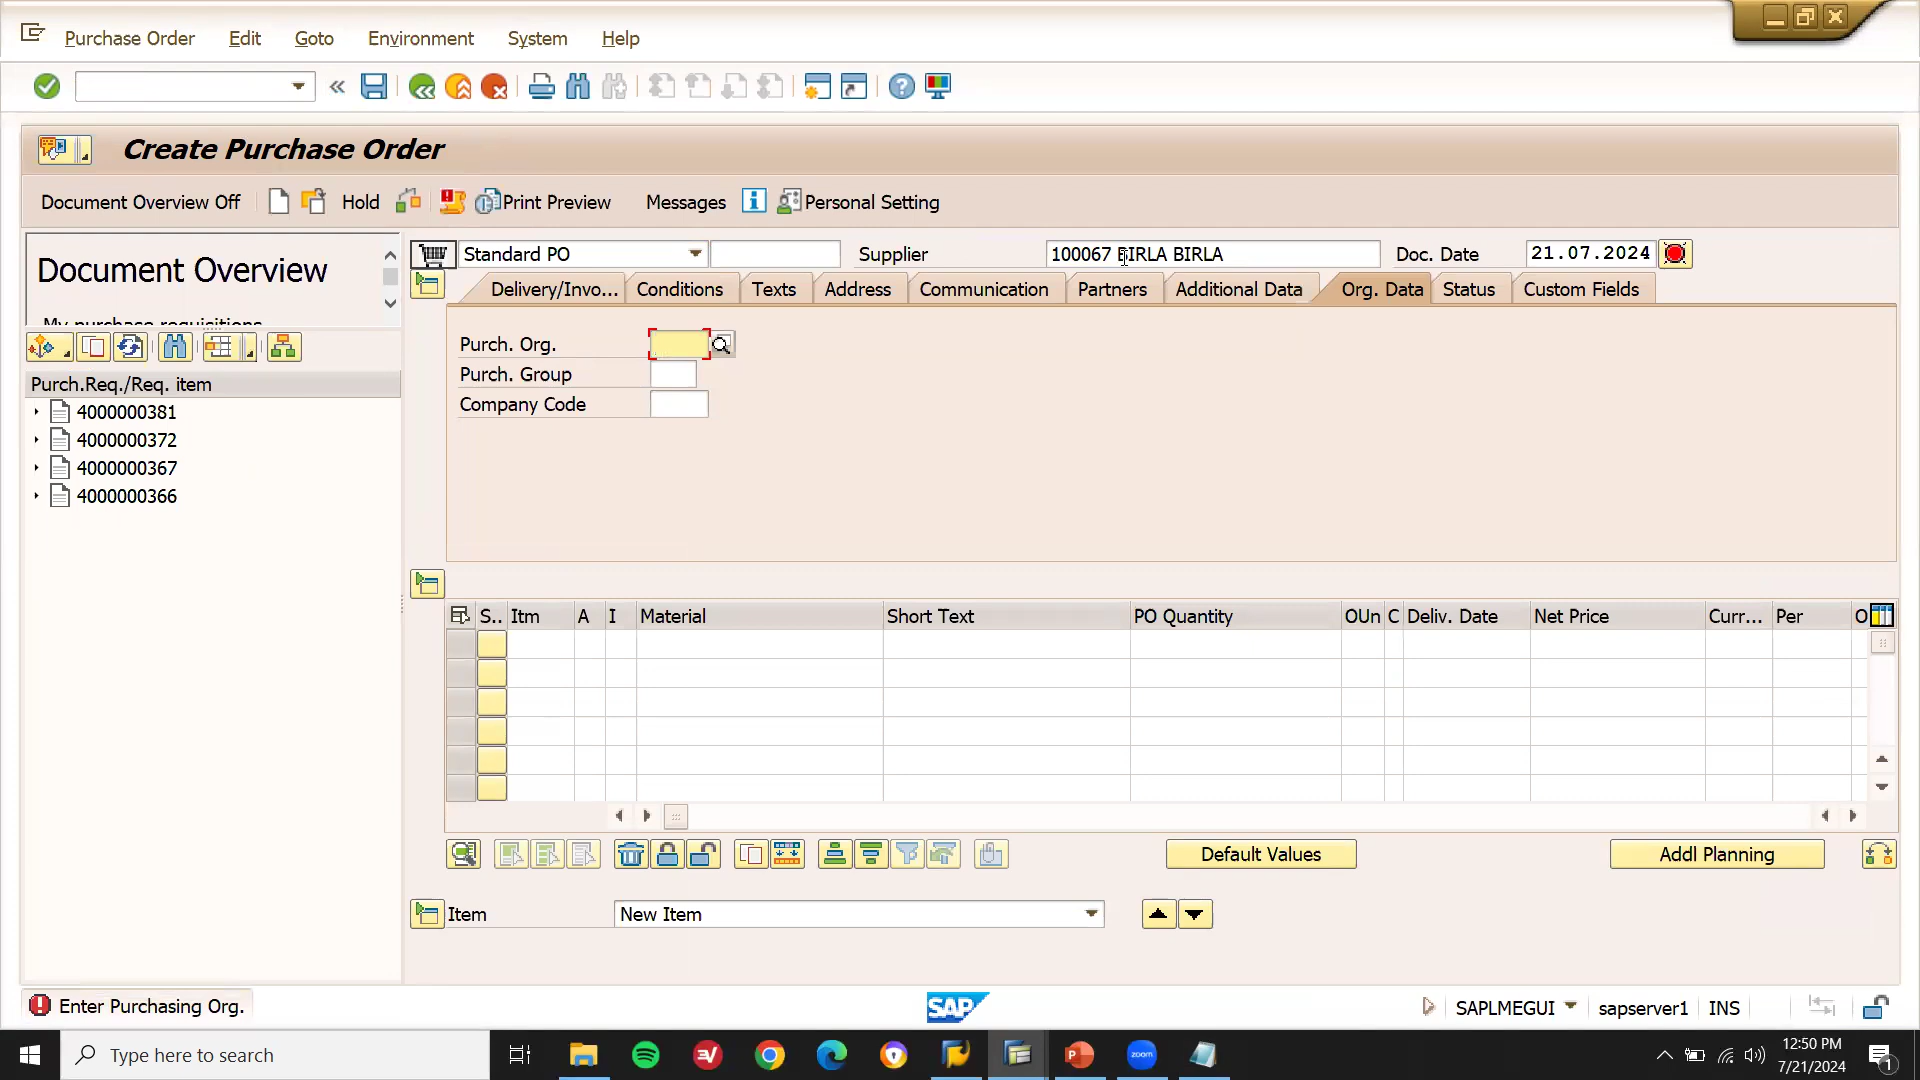 Purchase Order Edit Goto Environment System Help
Create Purchase Order
Document Overview Off Hold Print Preview Messages Personal Setting
Document Overview
Standard PO Supplier 100067 BIRLA BIRLA Doc. Date 21.07.2024
Delivery/Invo... Conditions Texts Address Communication Partners Additional Data Org. Data Status Custom Fields
My purchase requisitions
Purch.Req./Req. item
4000000381
4000000372
4000000367
4000000366
Purch. Org.
Purch. Group
Company Code
S.. Itm A I Material Short Text PO Quantity OUn C Deliv. Date Net Price Curr... Per O
Default Values Addl Planning
Item New Item
Enter Purchasing Org. SAP SAPLMEGUI sapserver1 INS
Type here to search
zoom
12:50 PM
7/21/2024
1